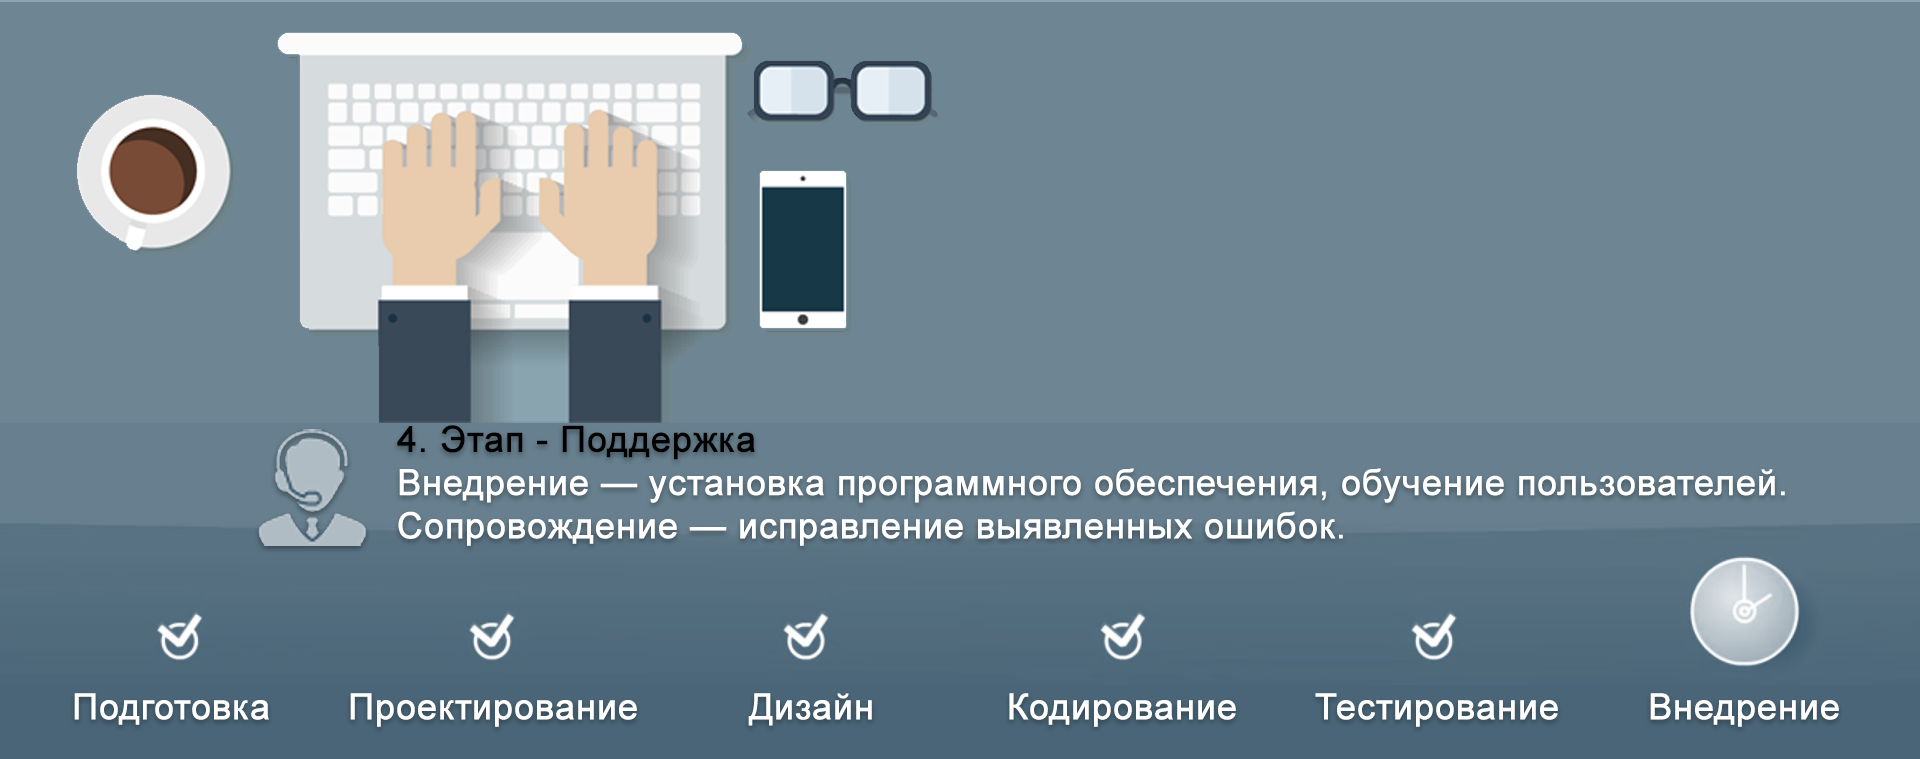 4. Этап - Поддержка
Внедрение — установка программного обеспечения, обучение пользователей.
Сопровождение — исправление выявленных ошибок.
Подготовка Проектирование Дизайн Кодирование Тестирование Внедрение